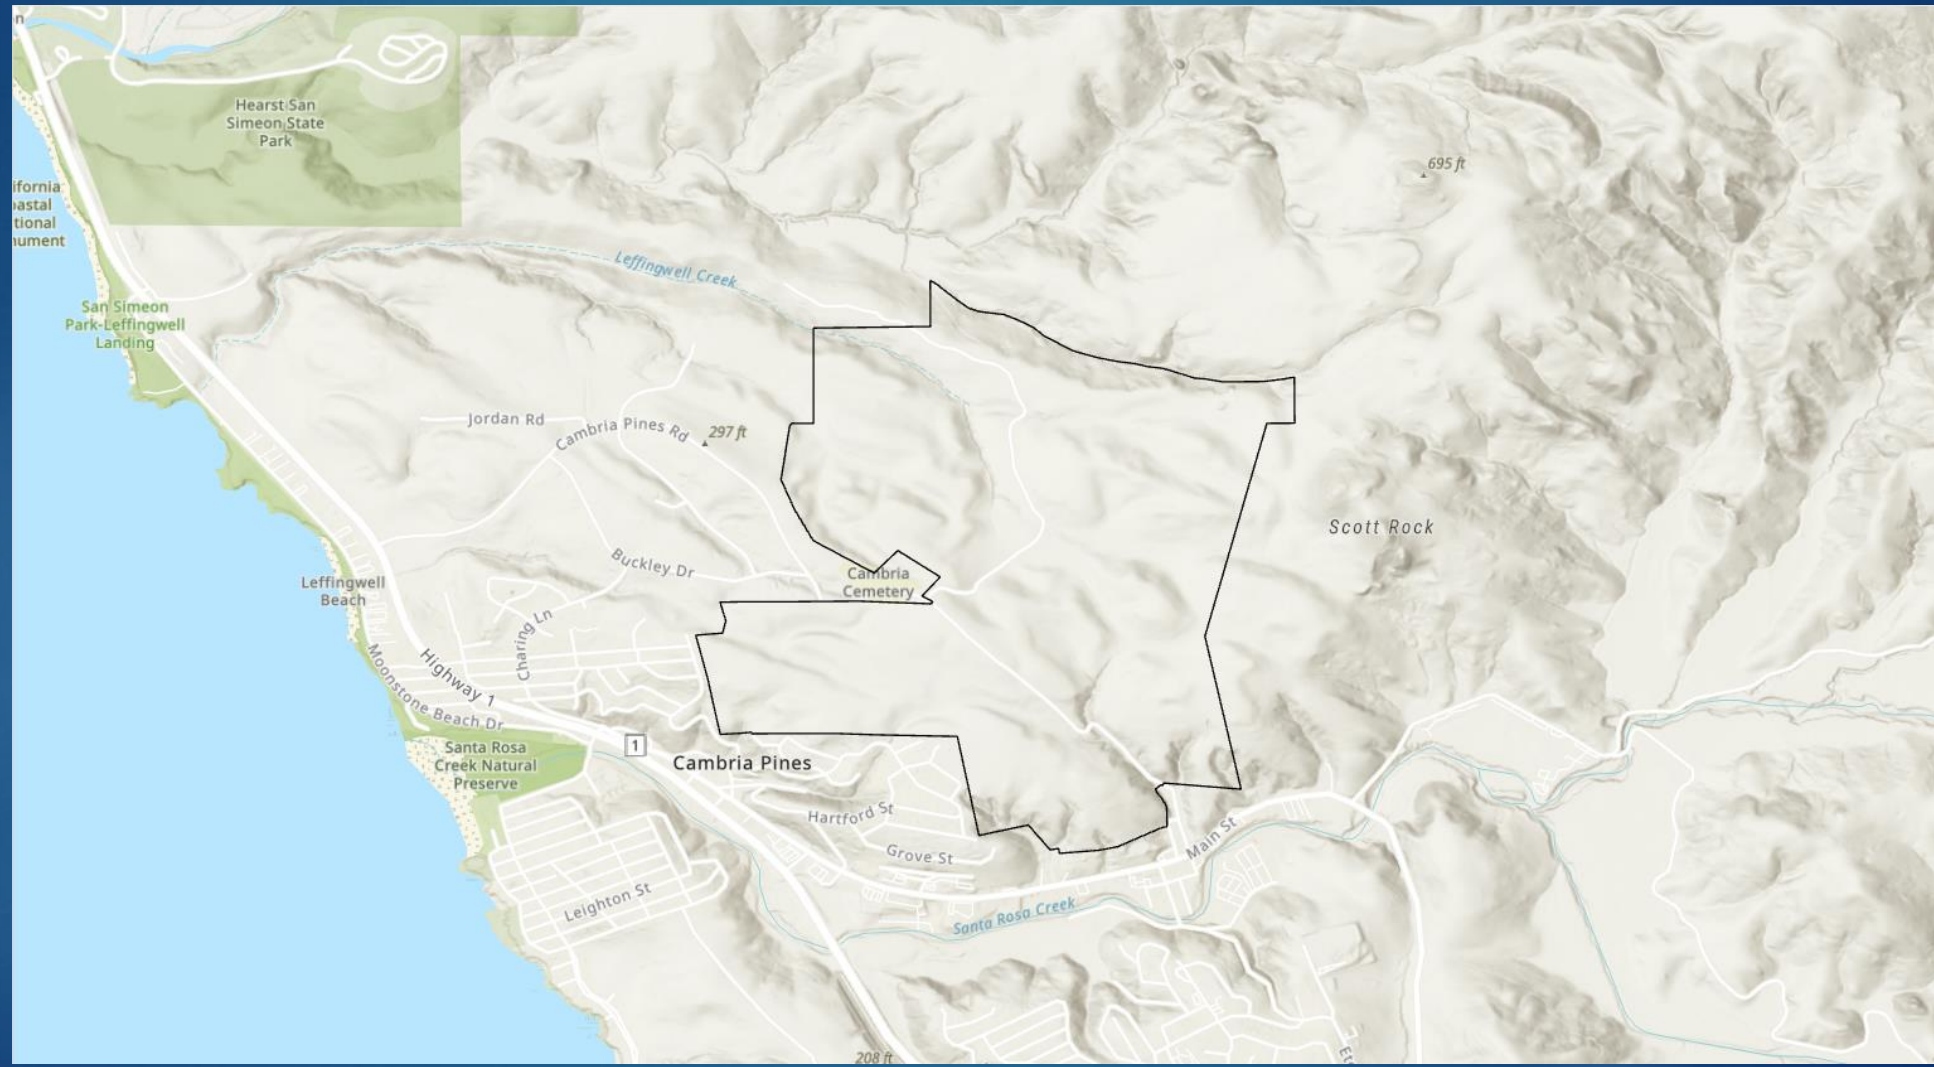 n
Hearst San
Simeon State
Park
695 ft
ifornia
oastal
tional
nument
Leffingwell Creek
San Simeon
Park-Leffingwell
Landing
Jordan Rd
Cambria Pines Rd
297 ft
Scott Rock
Buckley Dr
Cambria
Cemetery
Leffingwell
Beach
Charing Ln
Highway 1
Moonstone Beach Dr
1
Santa Rosa
Creek Natural
Preserve
Cambria Pines
Hartford St
Main St
Grove St
Leighton St
Santa Rosa Creek
208 ft